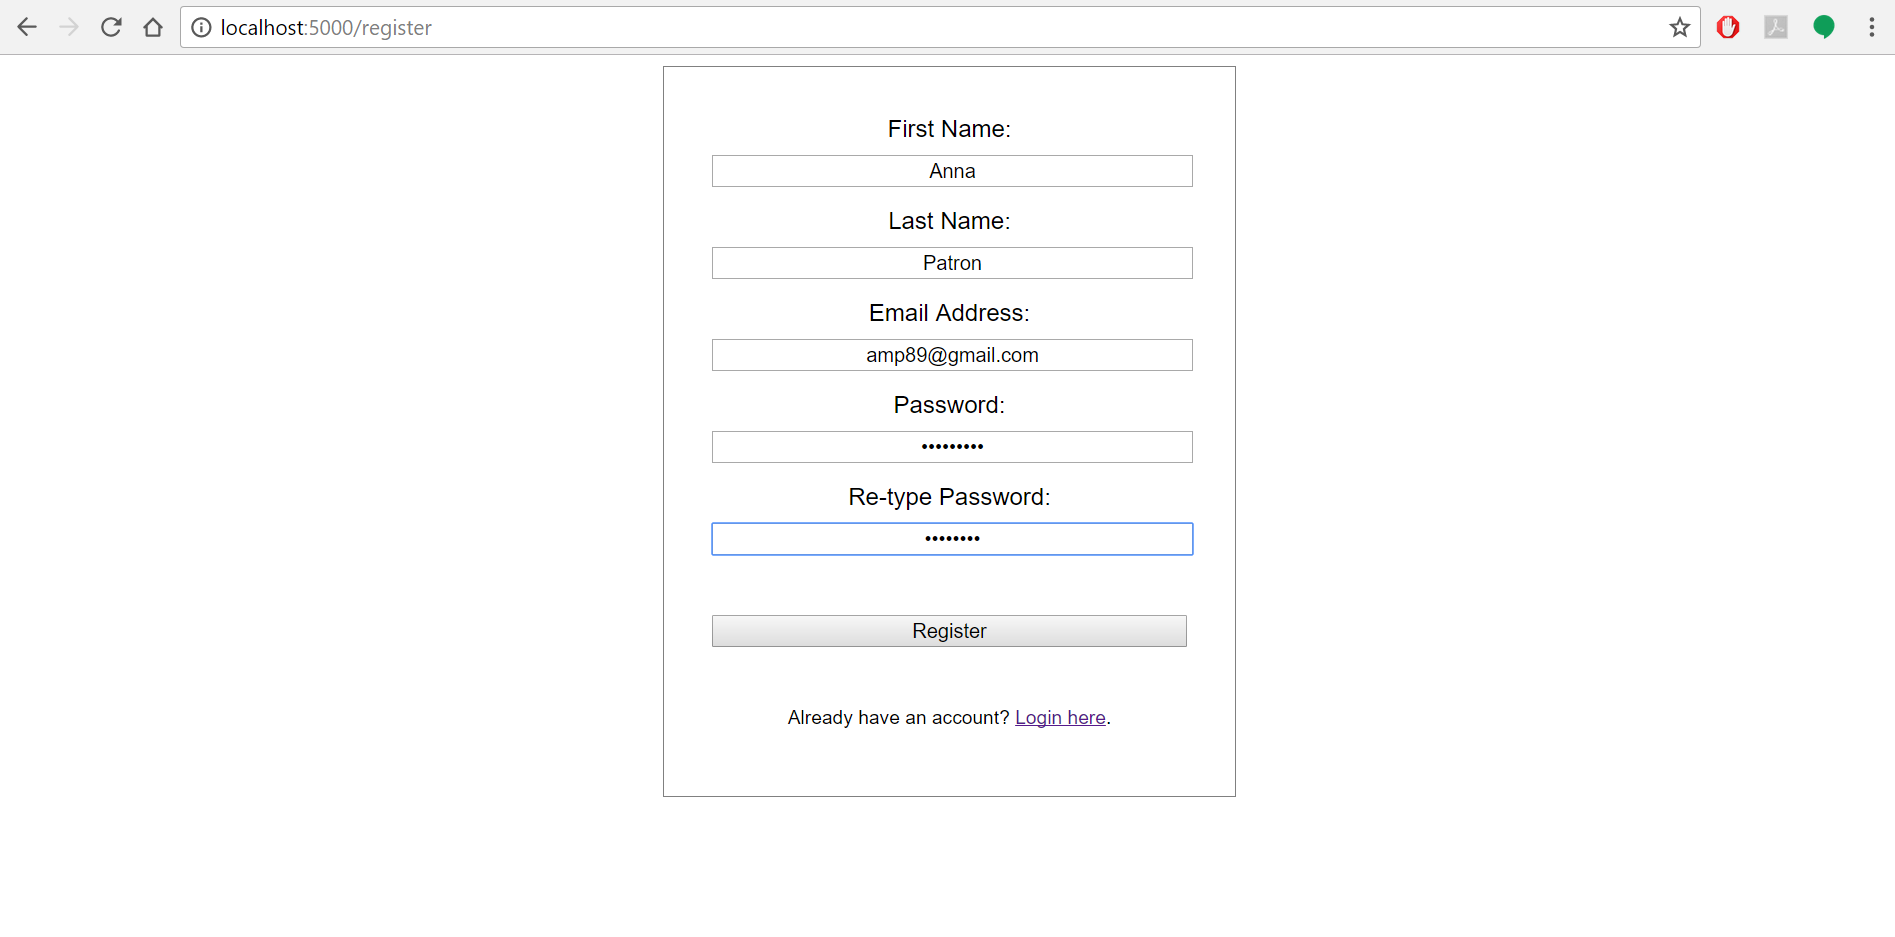 localhost:5000/register
First Name:
Anna
Last Name:
Patron
Email Address:
amp89@gmail.com
Password:
•••••••••
Re-type Password:
••••••••
Register
Already have an account? Login here.